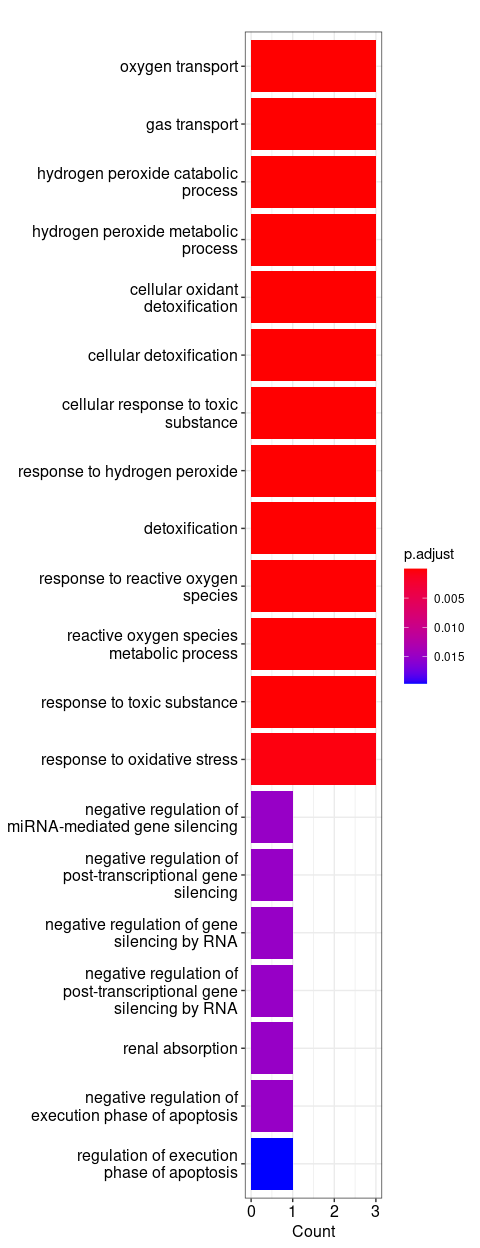 oxygen transport
gas transport
hydrogen peroxide catabolic
process
hydrogen peroxide metabolic
process
cellular oxidant
detoxification
cellular detoxification
cellular response to toxic
substance
response to hydrogen peroxide
detoxification
response to reactive oxygen
species
reactive oxygen species
metabolic process
response to toxic substance
response to oxidative stress
negative regulation of
miRNA-mediated gene silencing
negative regulation of
post-transcriptional gene
silencing
negative regulation of gene
silencing by RNA
negative regulation of
post-transcriptional gene
silencing by RNA
renal absorption
negative regulation of
execution phase of apoptosis
regulation of execution
phase of apoptosis
0 1 2 3
Count
p.adjust
0.005
0.010
0.015